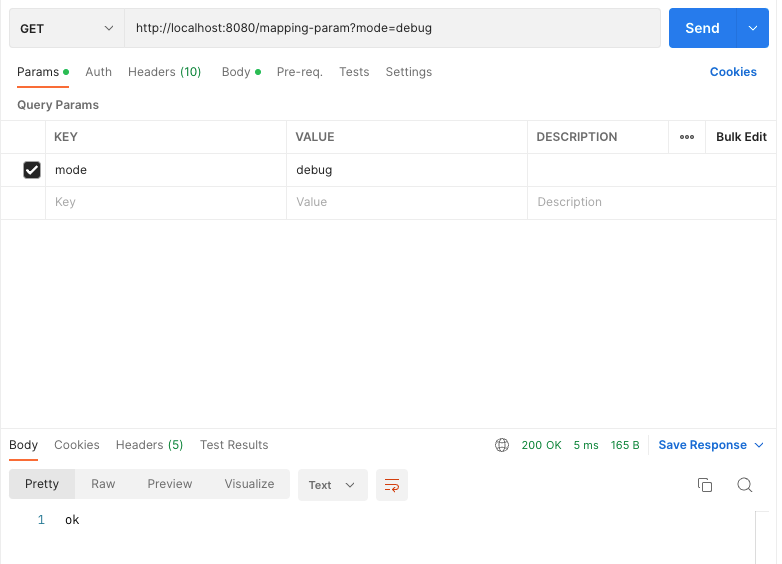 GET http://localhost:8080/mapping-param?mode=debug Send
Params Auth Headers (10) Body Pre-req. Tests Settings Cookies
Query Params
KEY VALUE DESCRIPTION Bulk Edit
mode debug
Key Value Description
Body Cookies Headers (5) Test Results 200 OK 5 ms 165 B Save Response
Pretty Raw Preview Visualize Text
1 ok